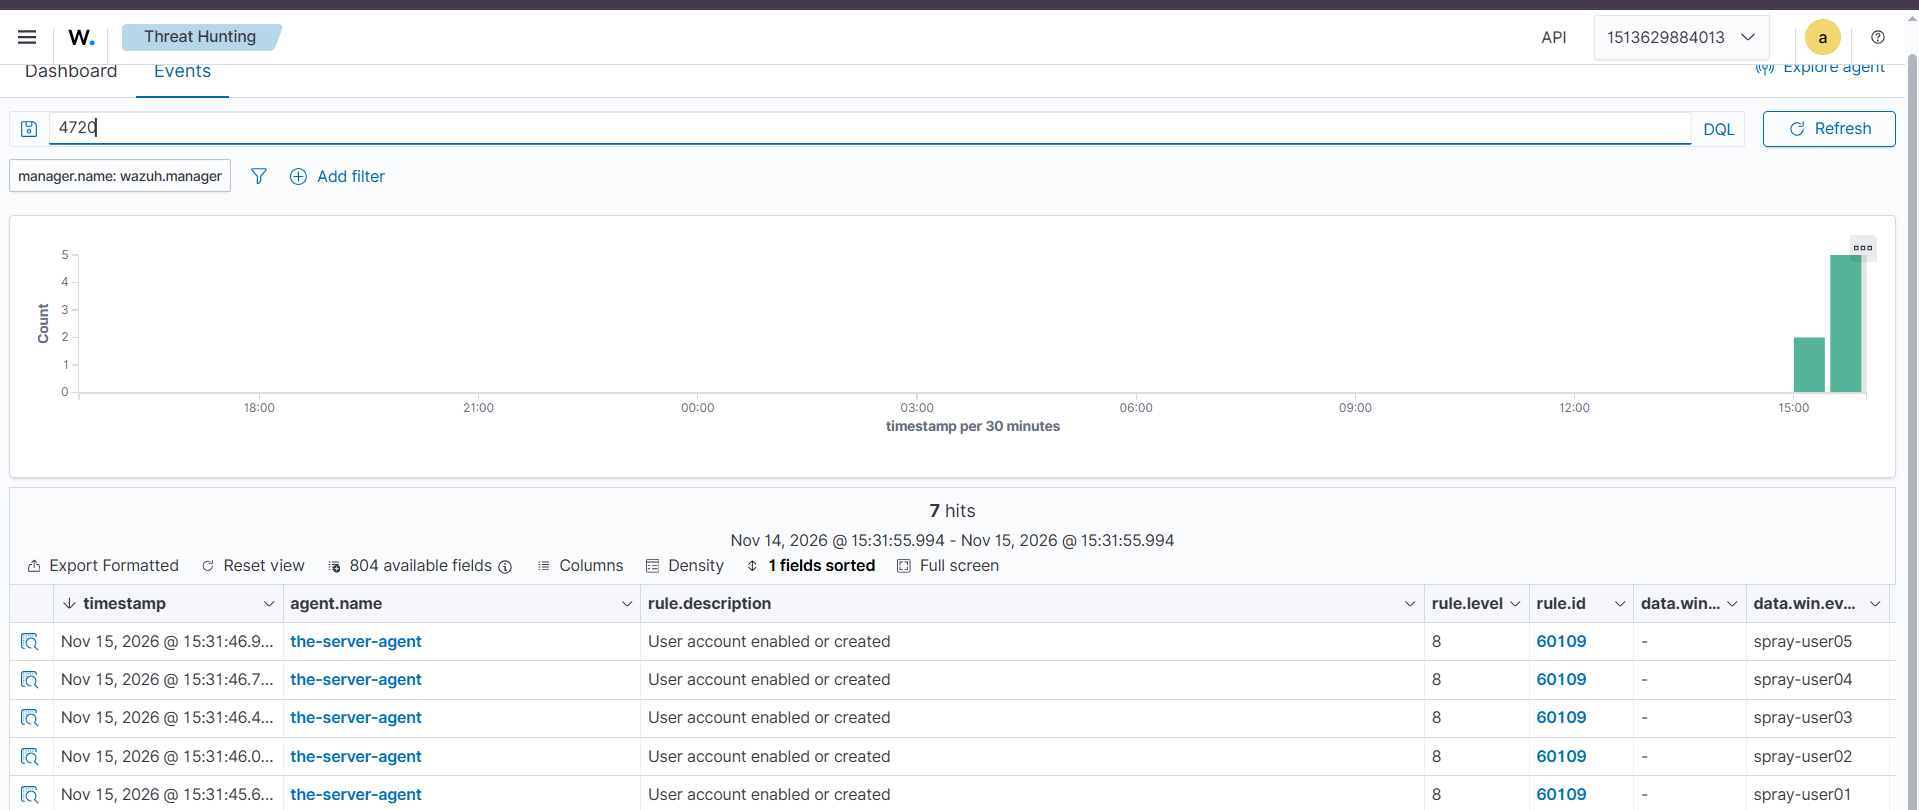 W. Threat Hunting API 1513629884013 a
Dashboard Events Explore agent
4720 DQL Refresh
manager.name: wazuh.manager Add filter
5
4
3
2
1
0
Count
18:00 21:00 00:00 03:00 06:00 09:00 12:00 15:00
timestamp per 30 minutes
7 hits
Nov 14, 2026 @ 15:31:55.994 - Nov 15, 2026 @ 15:31:55.994
Export Formatted Reset view 804 available fields Columns Density 1 fields sorted Full screen
timestamp agent.name rule.description rule.level rule.id data.win... data.win.ev...
Nov 15, 2026 @ 15:31:46.9... the-server-agent User account enabled or created 8 60109 - spray-user05
Nov 15, 2026 @ 15:31:46.7... the-server-agent User account enabled or created 8 60109 - spray-user04
Nov 15, 2026 @ 15:31:46.4... the-server-agent User account enabled or created 8 60109 - spray-user03
Nov 15, 2026 @ 15:31:46.0... the-server-agent User account enabled or created 8 60109 - spray-user02
Nov 15, 2026 @ 15:31:45.6... the-server-agent User account enabled or created 8 60109 - spray-user01